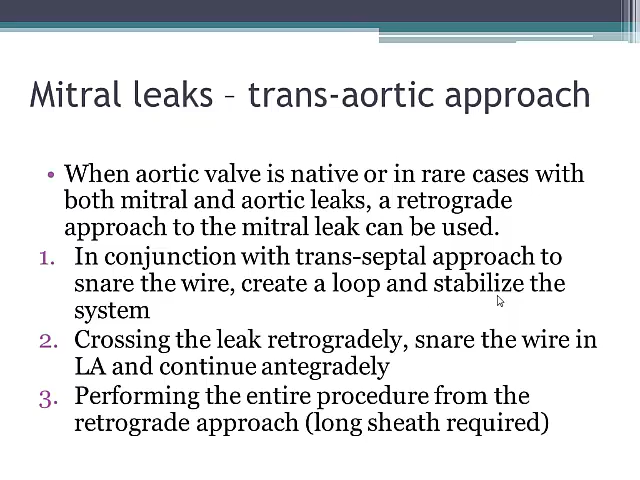 Mitral leaks – trans-aortic approach
• When aortic valve is native or in rare cases with
both mitral and aortic leaks, a retrograde
approach to the mitral leak can be used.
1. In conjunction with trans-septal approach to
snare the wire, create a loop and stabilize the
system
2. Crossing the leak retrogradely, snare the wire in
LA and continue antegradely
3. Performing the entire procedure from the
retrograde approach (long sheath required)